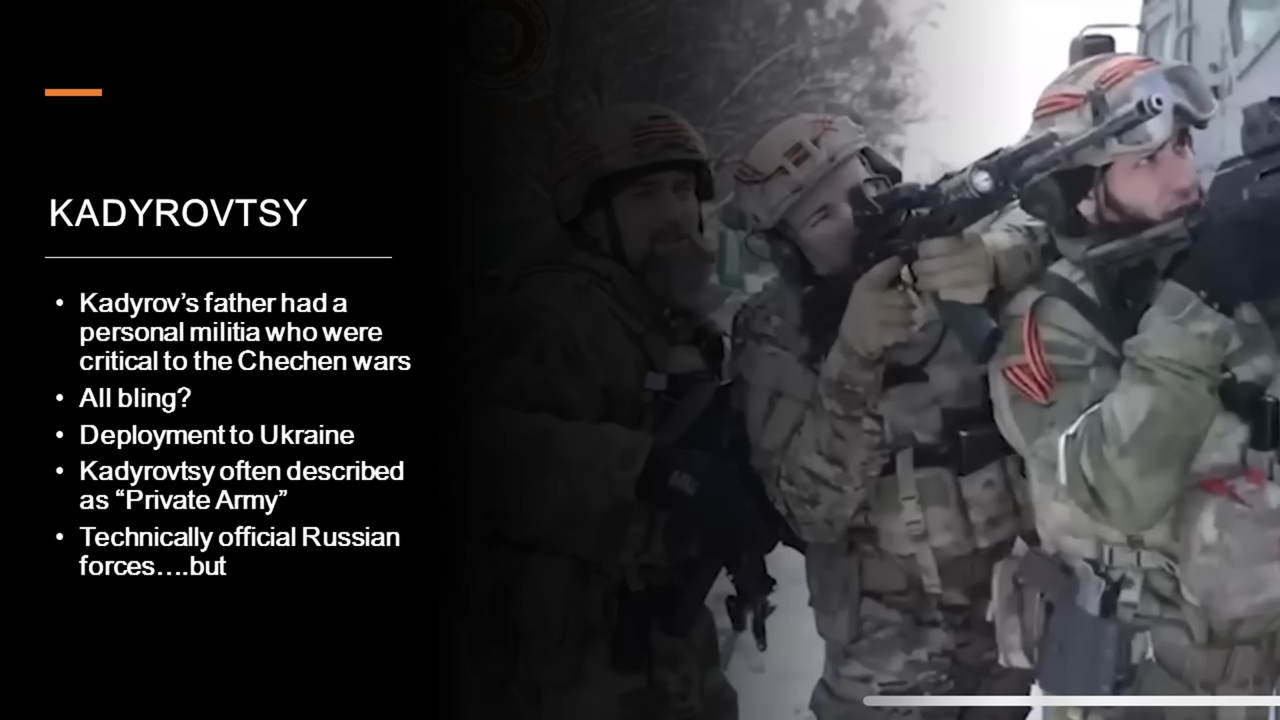 KADYROVTSY
• Kadyrov’s father had a
personal militia who were
critical to the Chechen wars
• All bling?
• Deployment to Ukraine
• Kadyrovtsy often described
as “Private Army”
• Technically official Russian
forces….but